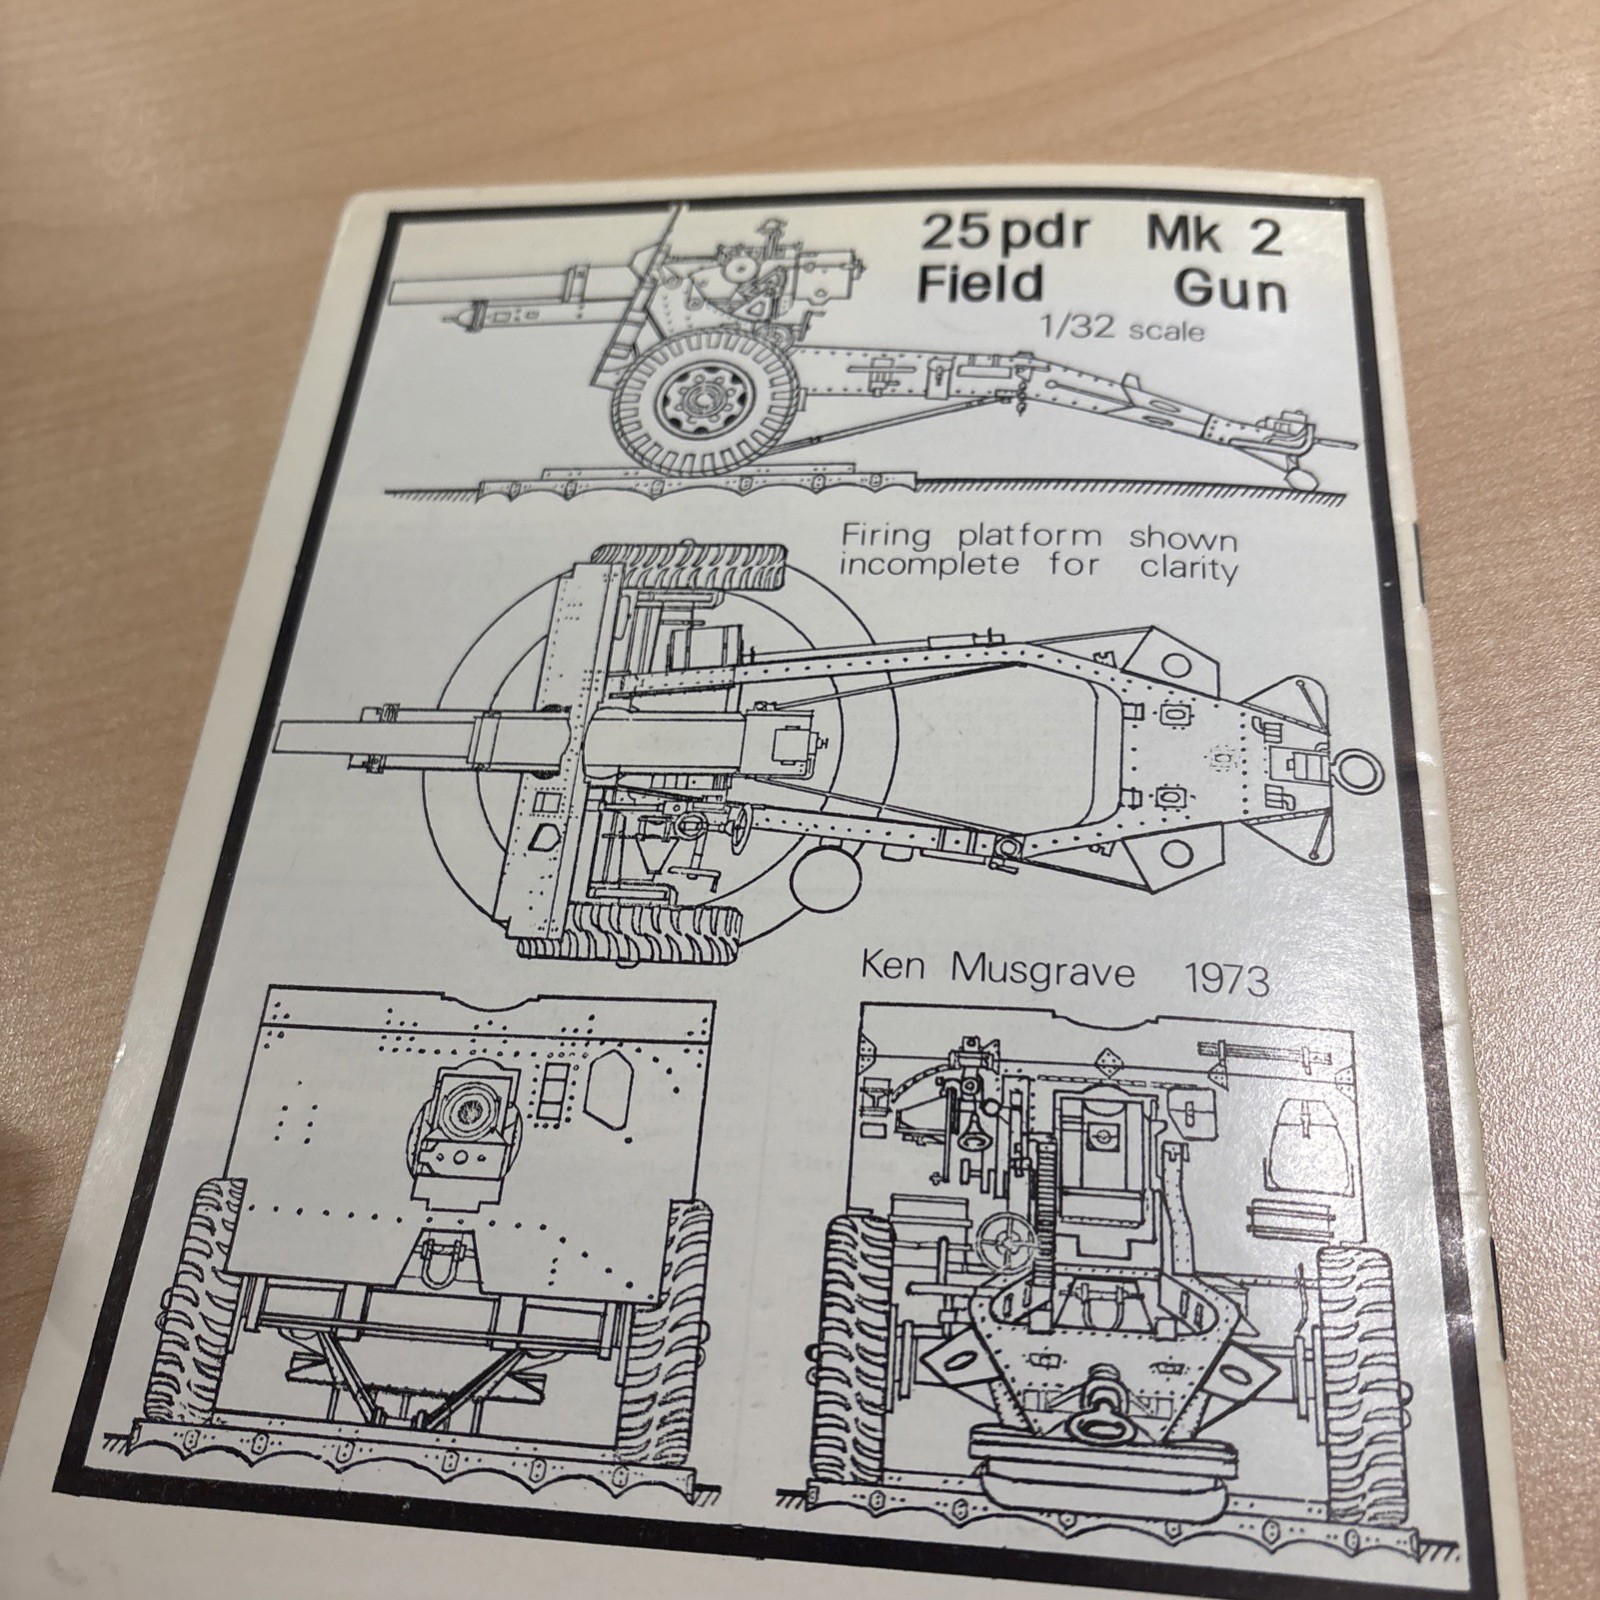 25pdr Mk 2
Field Gun
1/32 scale
Firing platform shown
incomplete for clarity
Ken Musgrave 1973